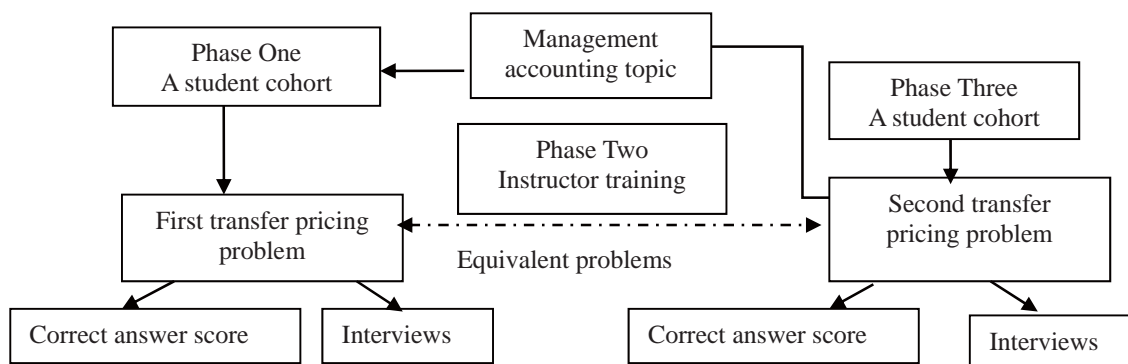 Phase One
A student cohort
Management
accounting topic
Phase Three
A student cohort
Phase Two
Instructor training
First transfer pricing
problem
Second transfer
pricing problem
Equivalent problems
Correct answer score
Interviews
Correct answer score
Interviews